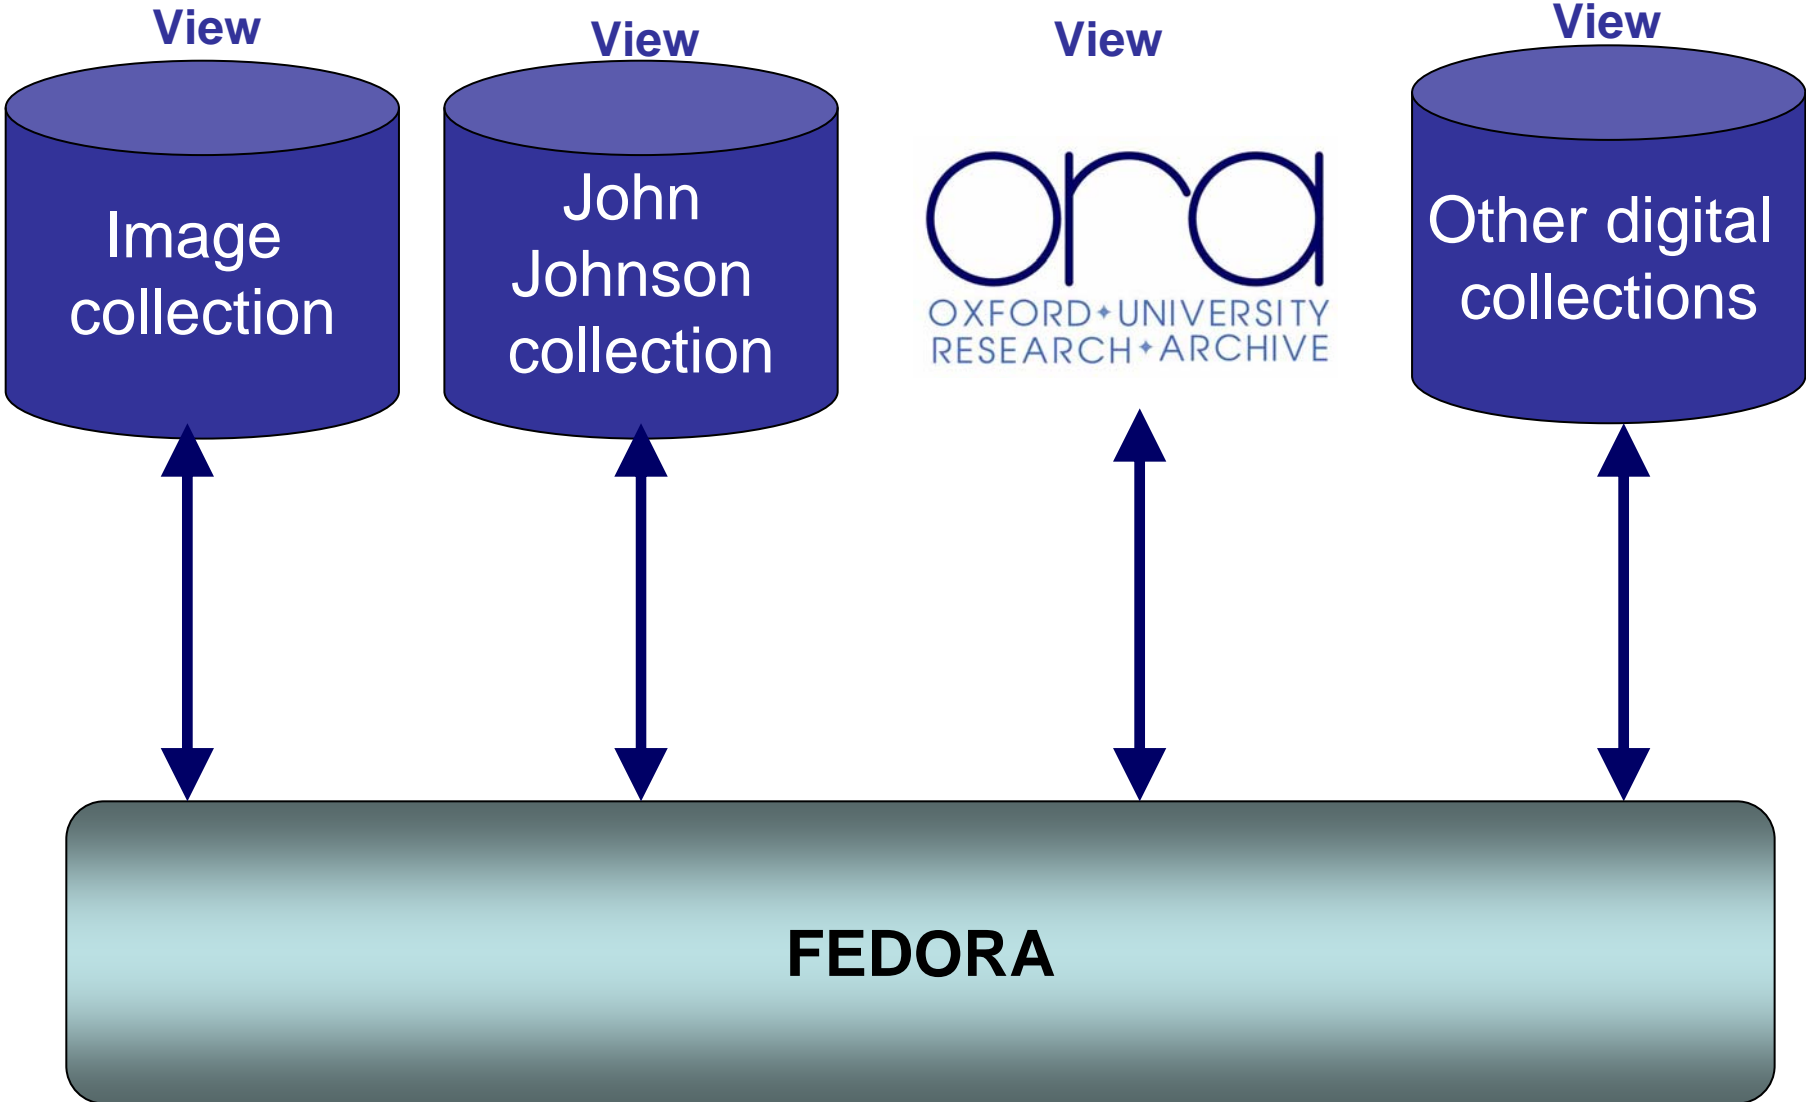 View
View
View
View
Image
collection
John
Johnson
collection
ora
OXFORD✦UNIVERSITY
RESEARCH✦ARCHIVE
Other digital
collections
FEDORA